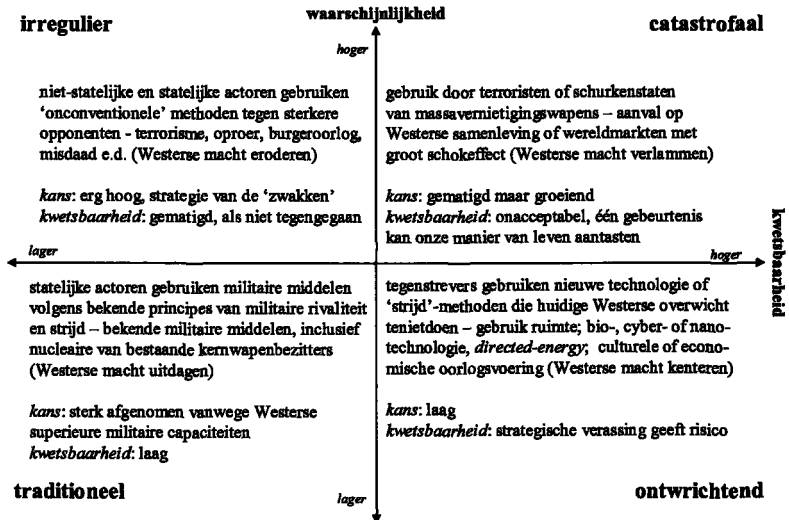 waarschijnlijkheid
irregulier
catastrofaal
hoger
niet-statelijke en statelijke actoren gebruiken
‘onconventionele’ methoden tegen sterkere
opponenten - terrorisme, oproer, burgeroorlog,
misdaad e.d. (Westerse macht eroderen)
kans: erg hoog, strategie van de ‘zwakken’
kwetsbaarheid: gematigd, als niet tegengegaan
gebruik door terroristen of schurkenstaten
van massavernietigingswapens – aanval op
Westerse samenleving of wereldmarkten met
groot schokeffect (Westerse macht verlammen)
kans: gematigd maar groeiend
kwetsbaarheid: onacceptabel, één gebeurtenis
kan onze manier van leven aantasten
lager
hoger
kwetsbaarheid
statelijke actoren gebruiken militaire middelen
volgens bekende principes van militaire rivaliteit
en strijd – bekende militaire middelen, inclusief
nucleaire van bestaande kernwapenbezitters
(Westerse macht uitdagen)
kans: sterk afgenomen vanwege Westerse
superieure militaire capaciteiten
kwetsbaarheid: laag
tegenstrevers gebruiken nieuwe technologie of
‘strijd’-methoden die huidige Westerse overwicht
tenietdoen – gebruik ruimte; bio-, cyber- of nano-
technologie, directed-energy; culturele of econo-
mische oorlogsvoering (Westerse macht kenteren)
kans: laag
kwetsbaarheid: strategische verassing geeft risico
traditioneel
lager
ontwrichtend